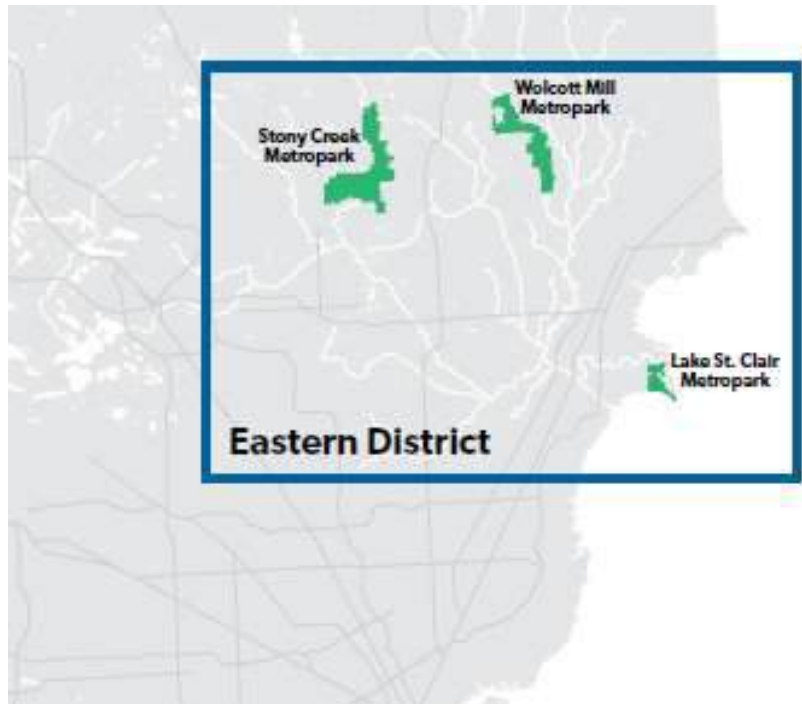 Wolcott Mill
Metropark
Stony Creek
Metropark
Lake St. Clair
Metropark
Eastern District